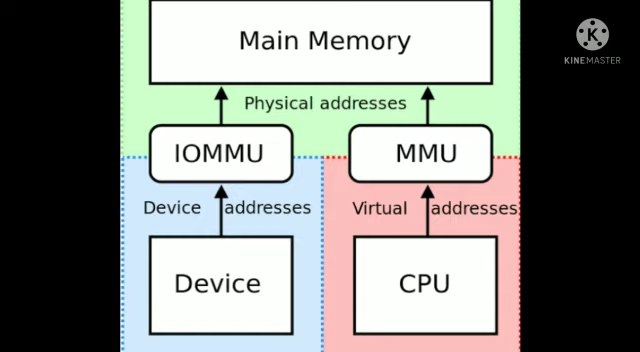 Main Memory
K
KINEMASTER
Physical addresses
IOMMU
MMU
Device addresses
Virtual addresses
Device
CPU